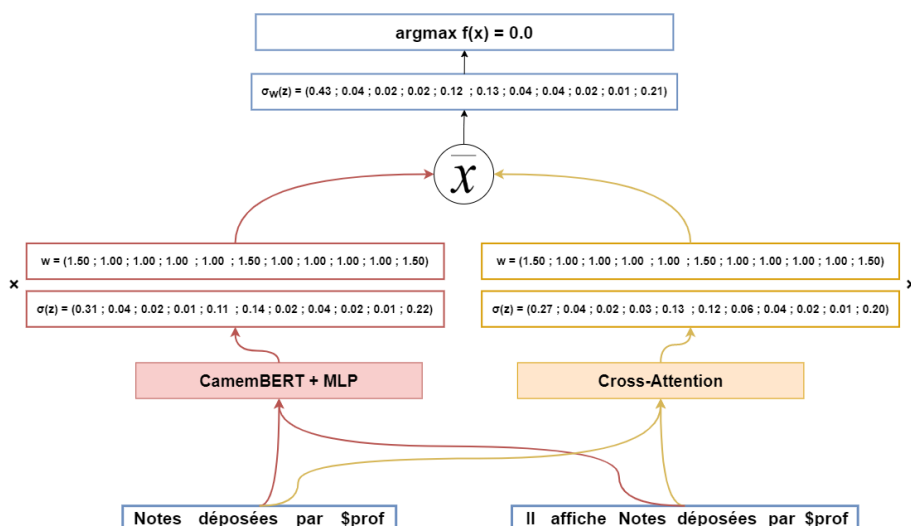 argmax f(x) = 0.0
σw(z) = (0.43 ; 0.04 ; 0.02 ; 0.02 ; 0.12 ; 0.13 ; 0.04 ; 0.04 ; 0.02 ; 0.01 ; 0.21)
x
w = (1.50 ; 1.00 ; 1.00 ; 1.00 ; 1.00 ; 1.50 ; 1.00 ; 1.00 ; 1.00 ; 1.00 ; 1.50)
w = (1.50 ; 1.00 ; 1.00 ; 1.00 ; 1.00 ; 1.50 ; 1.00 ; 1.00 ; 1.00 ; 1.00 ; 1.50)
×
×
σ(z) = (0.31 ; 0.04 ; 0.02 ; 0.01 ; 0.11 ; 0.14 ; 0.02 ; 0.04 ; 0.02 ; 0.01 ; 0.22)
σ(z) = (0.27 ; 0.04 ; 0.02 ; 0.03 ; 0.13 ; 0.12 ; 0.06 ; 0.04 ; 0.02 ; 0.01 ; 0.20)
CamemBERT + MLP
Cross-Attention
Notes déposées par $prof
Il affiche Notes déposées par $prof